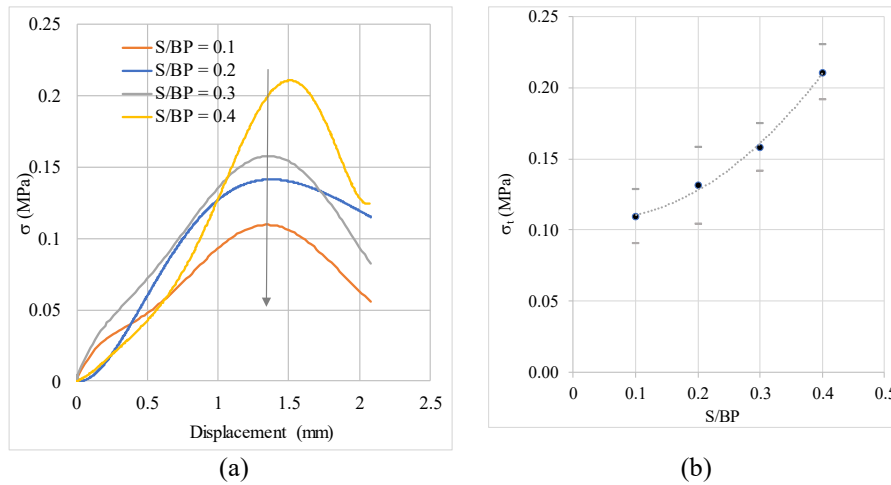 0.25
0.2
0.15
0.1
0.05
0
σ (MPa)
S/BP = 0.1
S/BP = 0.2
S/BP = 0.3
S/BP = 0.4
0 0.5 1 1.5 2 2.5
Displacement (mm)
(a)
0.25
0.20
0.15
0.10
0.05
0.00
σt (MPa)
0 0.1 0.2 0.3 0.4 0.5
S/BP
(b)